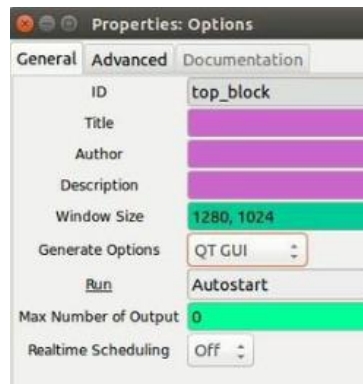 Properties: Options
General Advanced Documentation
ID top_block
Title
Author
Description
Window Size 1280, 1024
Generate Options QT GUI
Run Autostart
Max Number of Output 0
Realtime Scheduling Off